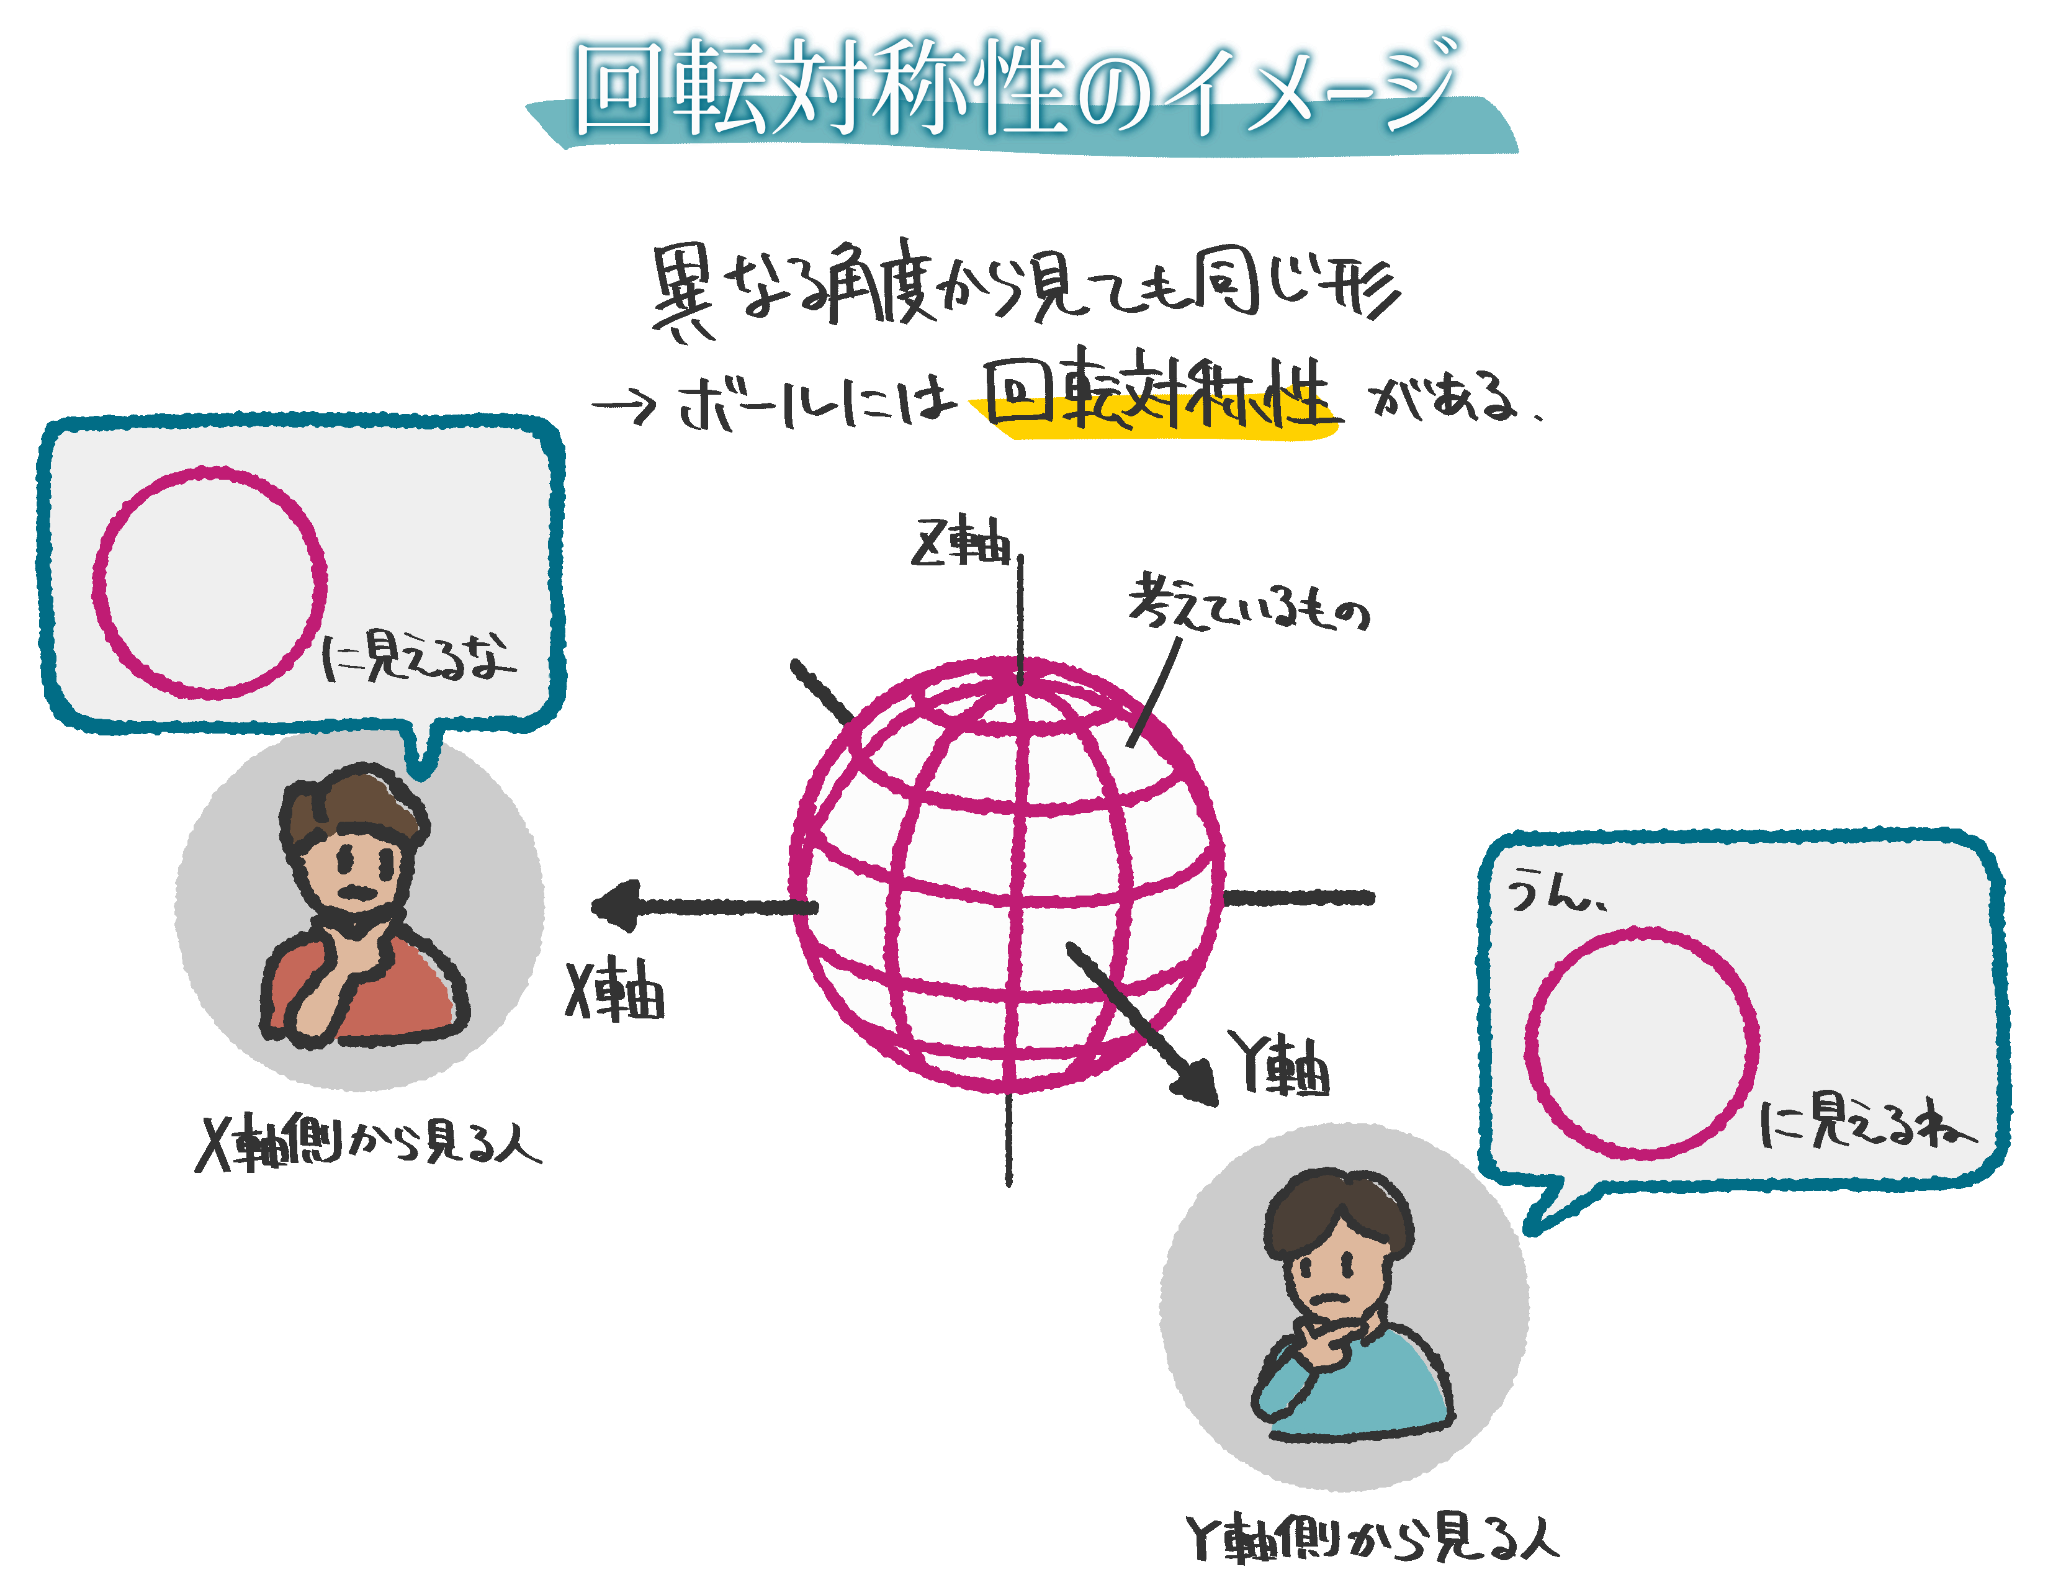 回転対称性のイメージ
異なる角度から見ても同じ形
→ボールには回転対称性がある.
に見えるな
Z軸
考えているもの
X軸
X軸側から見る人
うん、
に見えるね
Y軸
Y軸側から見る人